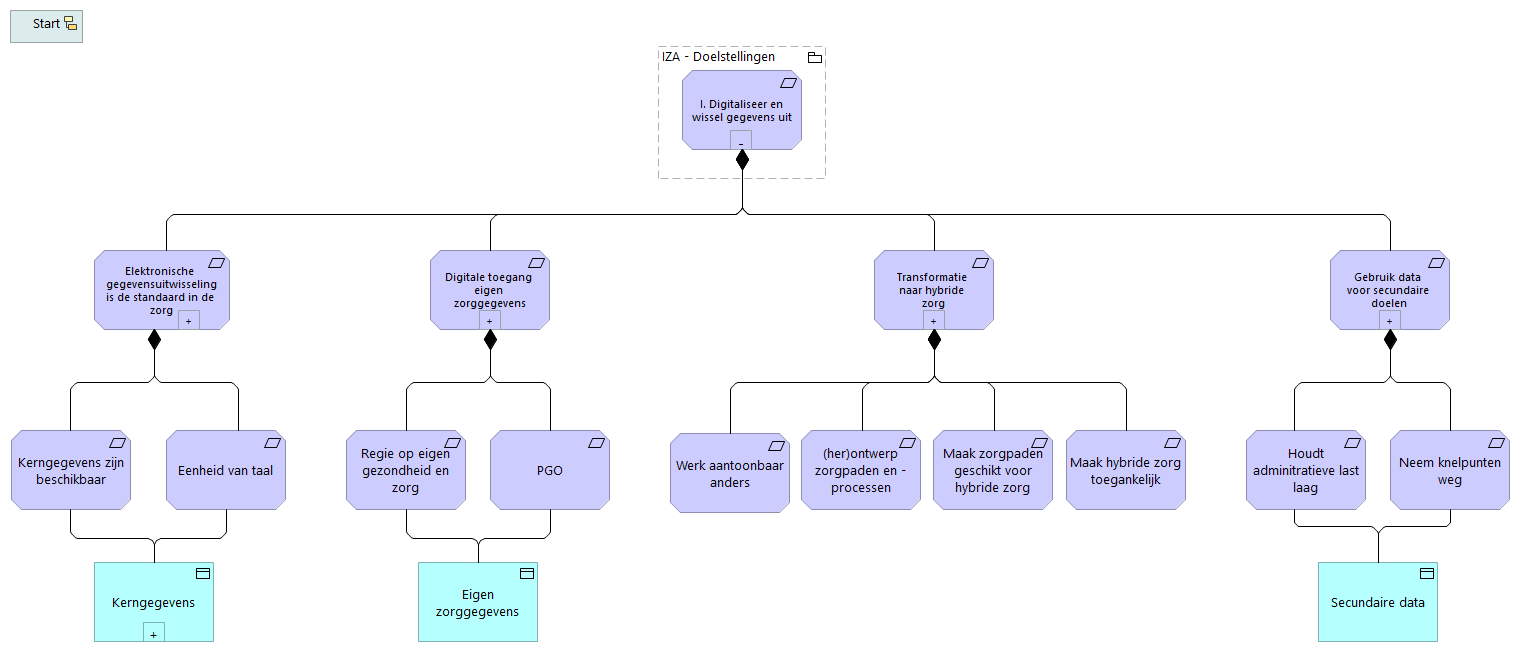 Start
IZA - Doelstellingen
I. Digitaliseer en
wissel gegevens uit
-
Elektronische
gegevensuitwisseling
is de standaard in de
zorg
+
Digitale toegang
eigen
zorggegevens
+
Transformatie
naar hybride
zorg
+
Gebruik data
voor secundaire
doelen
+
Kerngegevens zijn
beschikbaar
Eenheid van taal
Regie op eigen
gezondheid en
zorg
PGO
Werk aantoonbaar
anders
(her)ontwerp
zorgpaden en -
processen
Maak zorgpaden
geschikt voor
hybride zorg
Maak hybride zorg
toegankelijk
Houdt
adminitratieve last
laag
Neem knelpunten
weg
Kerngegevens
+
Eigen
zorggegevens
Secundaire data